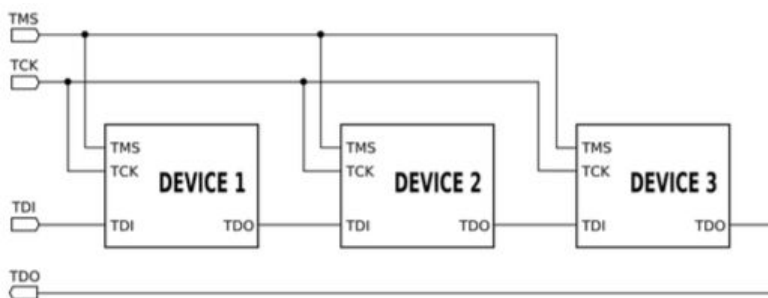 TMS
TCK
TMS
TCK
DEVICE 1
TDI
TDO
TMS
TCK
DEVICE 2
TDI
TDO
TMS
TCK
DEVICE 3
TDI
TDO
TDI
TDO